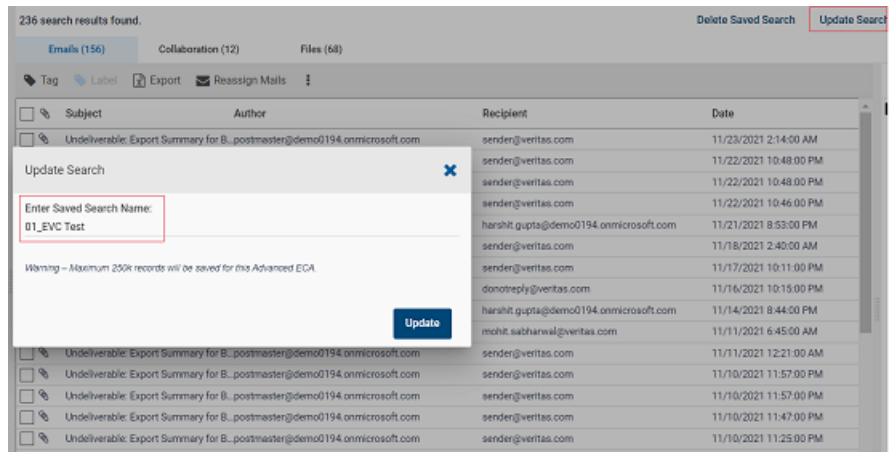 236 search results found.
Delete Saved Search
Update Search
Emails (156)
Collaboration (12)
Files (68)
Tag
Label
Export
Reassign Mails
Subject
Author
Recipient
Date
Undeliverable: Export Summary for B...postmaster@demo0194.onmicrosoft.com
sender@veritas.com
11/23/2021 2:14:00 AM
sender@veritas.com
11/22/2021 10:48:00 PM
sender@veritas.com
11/22/2021 10:48:00 PM
sender@veritas.com
11/22/2021 10:46:00 PM
harshit.gupta@demo0194.onmicrosoft.com
11/21/2021 8:53:00 PM
sender@veritas.com
11/18/2021 2:40:00 AM
sender@veritas.com
11/17/2021 10:11:00 PM
donotreply@veritas.com
11/16/2021 10:15:00 PM
harshit.gupta@demo0194.onmicrosoft.com
11/14/2021 8:44:00 PM
mohit.sabharwal@veritas.com
11/11/2021 6:45:00 AM
Update Search
Enter Saved Search Name:
01_EVC Test
Warning – Maximum 250k records will be saved for this Advanced ECA.
Update
Undeliverable: Export Summary for B...postmaster@demo0194.onmicrosoft.com
sender@veritas.com
11/11/2021 12:21:00 AM
Undeliverable: Export Summary for B...postmaster@demo0194.onmicrosoft.com
sender@veritas.com
11/10/2021 11:57:00 PM
Undeliverable: Export Summary for B...postmaster@demo0194.onmicrosoft.com
sender@veritas.com
11/10/2021 11:57:00 PM
Undeliverable: Export Summary for B...postmaster@demo0194.onmicrosoft.com
sender@veritas.com
11/10/2021 11:47:00 PM
Undeliverable: Export Summary for B...postmaster@demo0194.onmicrosoft.com
sender@veritas.com
11/10/2021 11:25:00 PM